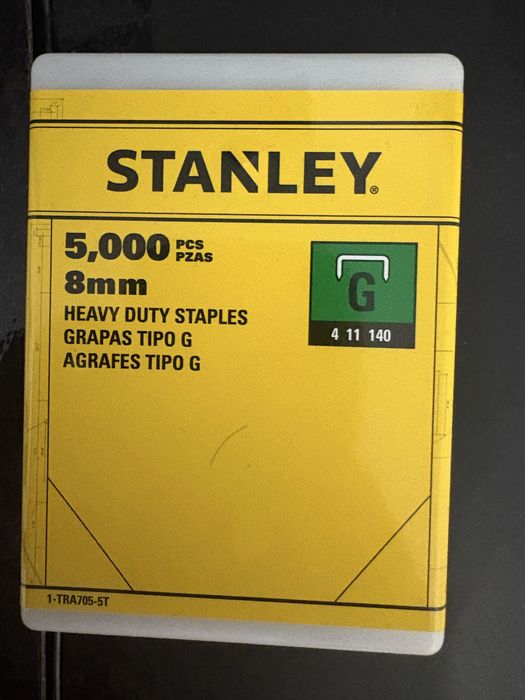 STANLEY®
5,000 PCS PZAS
8mm
HEAVY DUTY STAPLES
GRAPAS TIPO G
AGRAFES TIPO G
G
4 11 140
1-TRA705-5T